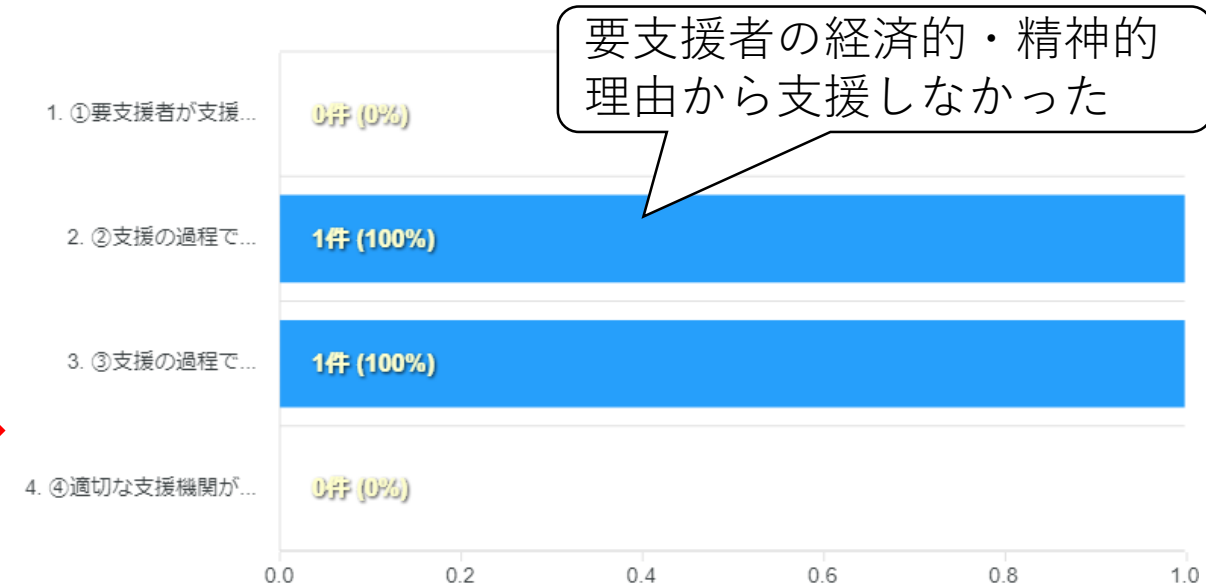 要支援者の経済的・精神的
理由から支援しなかった
1. ①要支援者が支援...
0件 (0%)
2. ②支援の過程で...
1件 (100%)
3. ③支援の過程で...
1件 (100%)
4. ④適切な支援機関が...
0件 (0%)
0.0 0.2 0.4 0.6 0.8 1.0